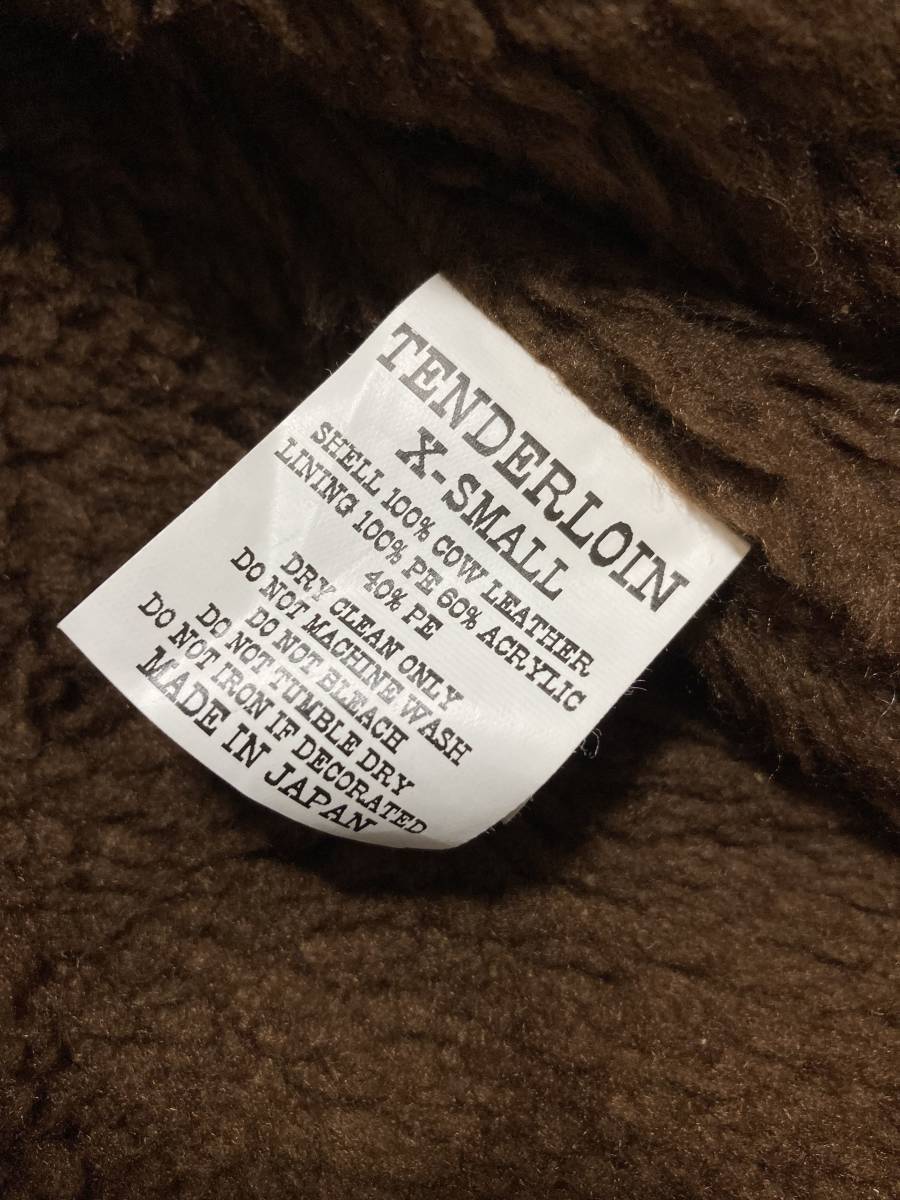 TENDERLOIN
X-SMALL
SHELL 100% COW LEATHER
LINING 100% PE 60% ACRYLIC
40% PE
DRY CLEAN ONLY
DO NOT MACHINE WASH
DO NOT BLEACH
DO NOT TUMBLE DRY
DO NOT IRON IF DECORATED
MADE IN JAPAN